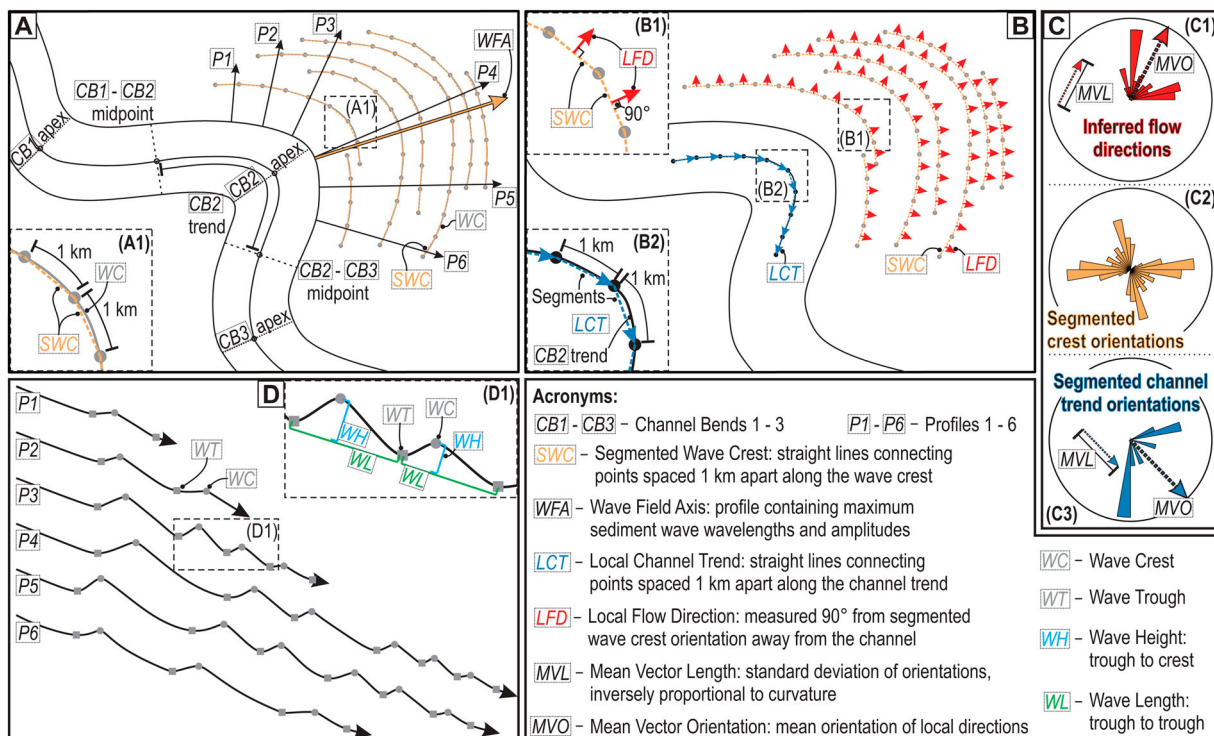 A
P1
P2
P3
WFA
P4
CB1 - CB2
midpoint
(A1)
CB1 apex
CB2 apex
P5
CB2
trend
WC
P6
SWC
CB2 - CB3
midpoint
CB3 apex
(A1)
1 km
WC
1 km
SWC
B
(B1)
LFD
SWC
90°
(B1)
(B2)
LCT
SWC
LFD
(B2)
1 km
1 km
Segments
LCT
CB2 trend
C
(C1)
MVL
MVO
Inferred flow
directions
(C2)
Segmented
crest orientations
Segmented channel
trend orientations
MVL
MVO
(C3)
D
P1
P2
WT
WC
P3
(D1)
P4
P5
P6
(D1)
WT
WC
WH
WH
WL
WL
Acronyms:
CB1 - CB3 – Channel Bends 1 - 3
P1 - P6 – Profiles 1 - 6
SWC – Segmented Wave Crest: straight lines connecting
points spaced 1 km apart along the wave crest
WFA – Wave Field Axis: profile containing maximum
sediment wave wavelengths and amplitudes
LCT – Local Channel Trend: straight lines connecting
points spaced 1 km apart along the channel trend
LFD – Local Flow Direction: measured 90° from segmented
wave crest orientation away from the channel
MVL – Mean Vector Length: standard deviation of orientations,
inversely proportional to curvature
MVO – Mean Vector Orientation: mean orientation of local directions
WC – Wave Crest
WT – Wave Trough
WH – Wave Height:
trough to crest
WL – Wave Length:
trough to trough